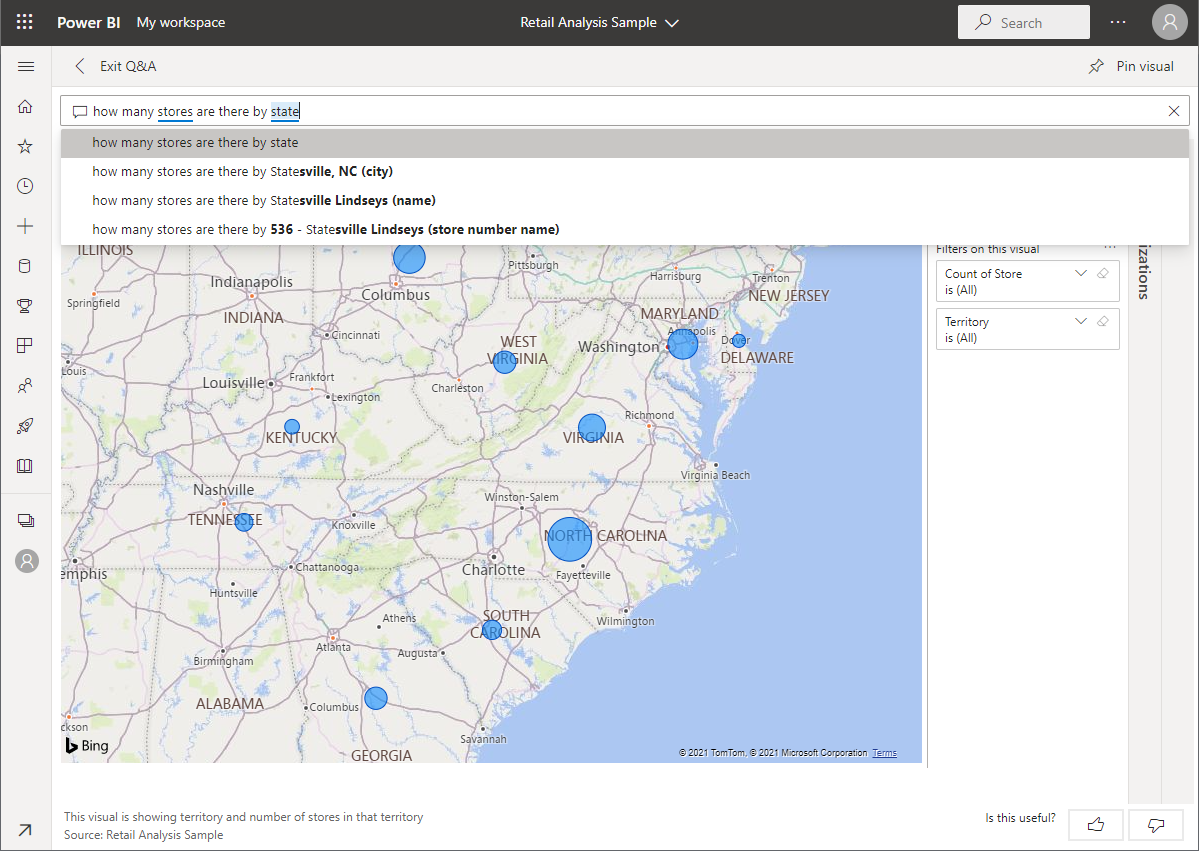 Power BI My workspace Retail Analysis Sample Search
Exit Q&A Pin visual
how many stores are there by state
how many stores are there by state
how many stores are there by Statesville, NC (city)
how many stores are there by Statesville Lindseys (name)
how many stores are there by 536 - Statesville Lindseys (store number name)
Filters on this visual
Count of Store
is (All)
Territory
is (All)
izations
ILLINOIS
Pittsburgh
Harrisburg
Trenton
Indianapolis
Columbus
NEW JERSEY
Springfield
INDIANA
MARYLAND
Annapolis
Cincinnati
WEST
VIRGINIA
Washington
Dover
DELAWARE
Louis
Louisville
Frankfort
Charleston
Lexington
Richmond
KENTUCKY
VIRGINIA
Virginia Beach
Nashville
Winston-Salem
TENNESSEE
Knoxville
NORTH CAROLINA
emphis
Chattanooga
Charlotte
Fayetteville
Huntsville
Athens
SOUTH
CAROLINA
Wilmington
Atlanta
Augusta
Birmingham
ALABAMA
Columbus
ckson
Savannah
Bing
GEORGIA
© 2021 TomTom, © 2021 Microsoft Corporation Terms
This visual is showing territory and number of stores in that territory
Source: Retail Analysis Sample
Is this useful?